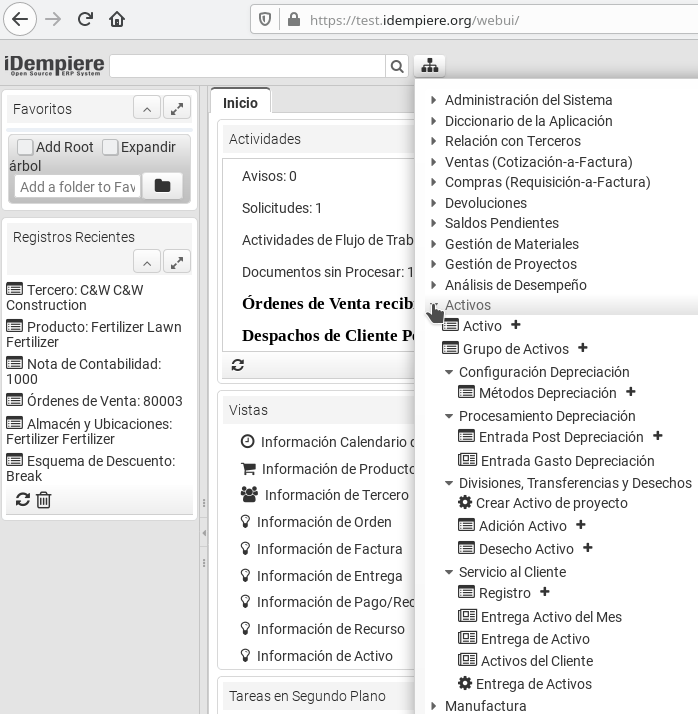 https://test.idempiere.org/webui/
iDempiere
Open Source ERP System
Favoritos
Add Root Expandir
árbol
Add a folder to Fav
Registros Recientes
Tercero: C&W C&W
Construction
Producto: Fertilizer Lawn
Fertilizer
Nota de Contabilidad:
1000
Órdenes de Venta: 80003
Almacén y Ubicaciones:
Fertilizer Fertilizer
Esquema de Descuento:
Break
Inicio
Actividades
Avisos: 0
Solicitudes: 1
Actividades de Flujo de Trab
Documentos sin Procesar: 1
Órdenes de Venta recib
Despachos de Cliente Pe
Vistas
Información Calendario d
Información de Producto
Información de Tercero
Información de Orden
Información de Factura
Información de Entrega
Información de Pago/Rec
Información de Recurso
Información de Activo
Tareas en Segundo Plano
Administración del Sistema
Diccionario de la Aplicación
Relación con Terceros
Ventas (Cotización-a-Factura)
Compras (Requisición-a-Factura)
Devoluciones
Saldos Pendientes
Gestión de Materiales
Gestión de Proyectos
Análisis de Desempeño
Activos
Activo +
Grupo de Activos +
Configuración Depreciación
Métodos Depreciación +
Procesamiento Depreciación
Entrada Post Depreciación +
Entrada Gasto Depreciación
Divisiones, Transferencias y Desechos
Crear Activo de proyecto
Adición Activo +
Desecho Activo +
Servicio al Cliente
Registro +
Entrega Activo del Mes
Entrega de Activo
Activos del Cliente
Entrega de Activos
Manufactura